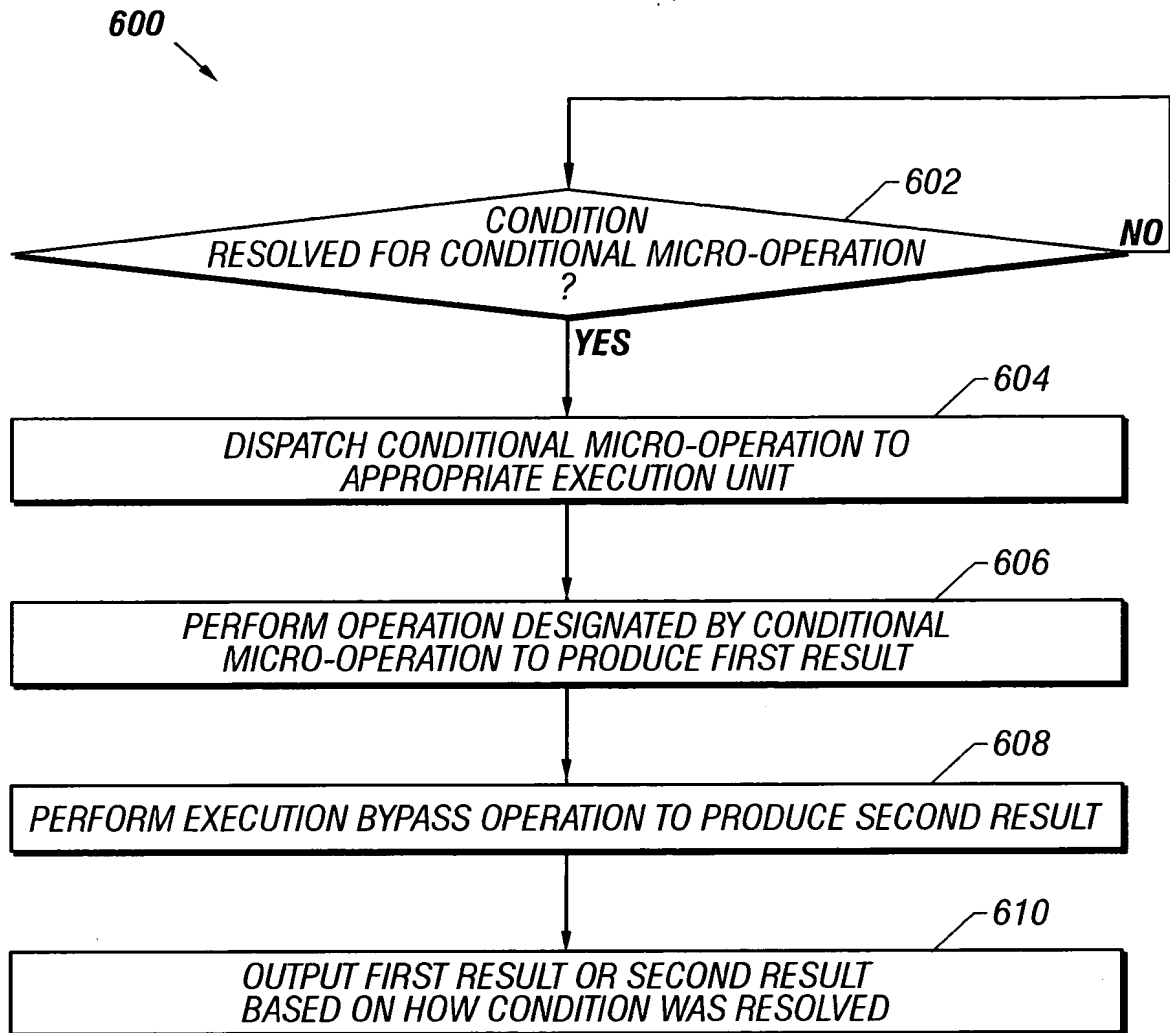 600
602
CONDITION
RESOLVED FOR CONDITIONAL MICRO-OPERATION
?
NO
YES
604
DISPATCH CONDITIONAL MICRO-OPERATION TO
APPROPRIATE EXECUTION UNIT
606
PERFORM OPERATION DESIGNATED BY CONDITIONAL
MICRO-OPERATION TO PRODUCE FIRST RESULT
608
PERFORM EXECUTION BYPASS OPERATION TO PRODUCE SECOND RESULT
610
OUTPUT FIRST RESULT OR SECOND RESULT
BASED ON HOW CONDITION WAS RESOLVED